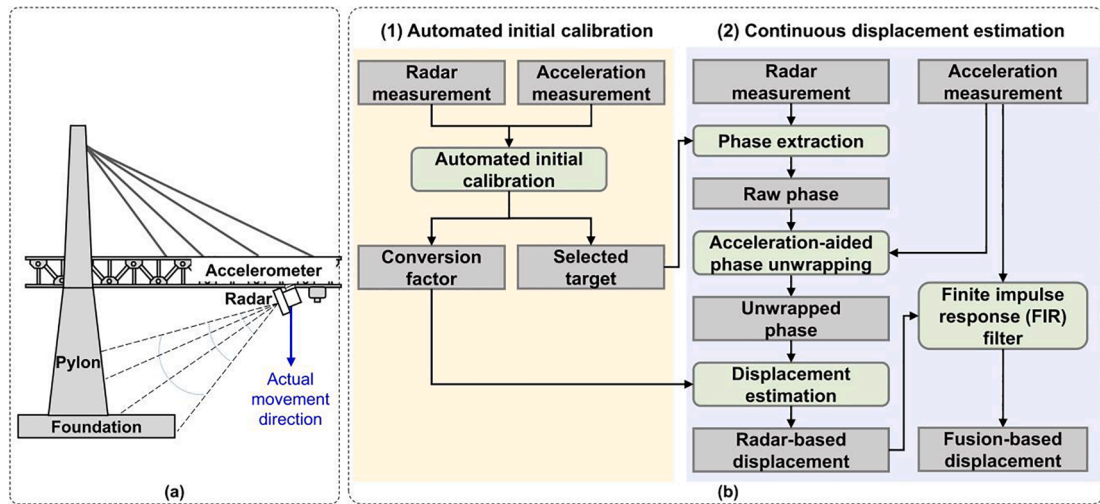 Accelerometer
Radar
Pylon
Actual
movement
direction
Foundation
(a)
(1) Automated initial calibration
Radar
measurement
Acceleration
measurement
Automated initial
calibration
Conversion
factor
Selected
target
(2) Continuous displacement estimation
Radar
measurement
Acceleration
measurement
Phase extraction
Raw phase
Acceleration-aided
phase unwrapping
Unwrapped
phase
Finite impulse
response (FIR)
filter
Displacement
estimation
Radar-based
displacement
Fusion-based
displacement
(b)